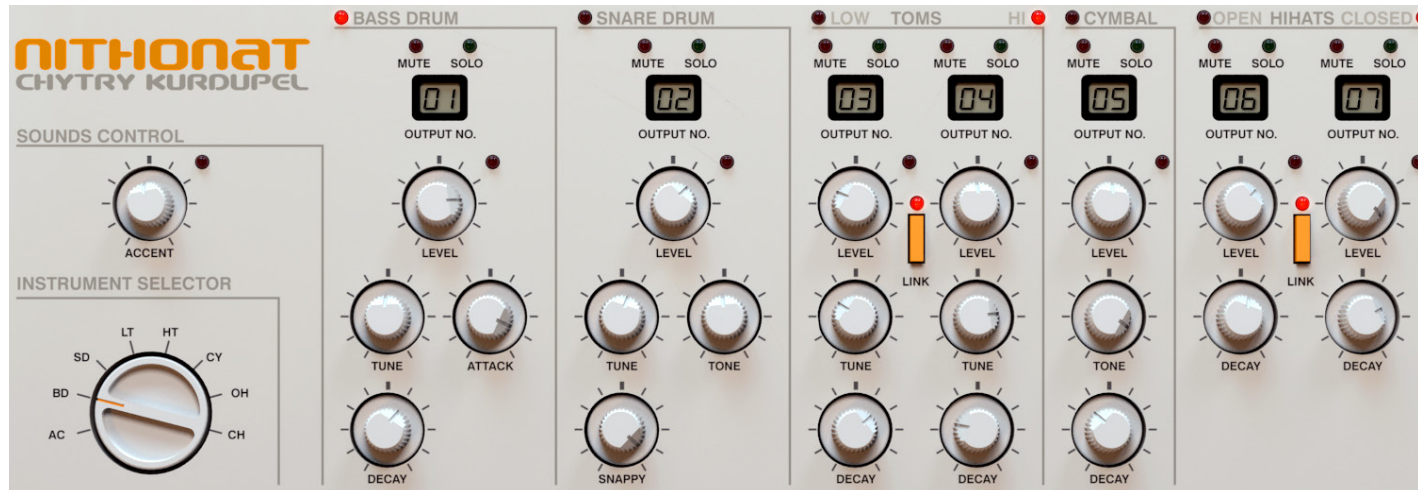 NITHONAT
CHYTRY KURDUPEL
BASS DRUM
SNARE DRUM
LOW TOMS HI
CYMBAL
OPEN HIHATS CLOSED
MUTE SOLO
MUTE SOLO
MUTE SOLO
MUTE SOLO
MUTE SOLO
MUTE SOLO
MUTE SOLO
01
02
03
04
05
06
07
OUTPUT NO.
OUTPUT NO.
OUTPUT NO.
OUTPUT NO.
OUTPUT NO.
OUTPUT NO.
OUTPUT NO.
SOUNDS CONTROL
ACCENT
LEVEL
LEVEL
LEVEL
LEVEL
LEVEL
LEVEL
LEVEL
LINK
LINK
INSTRUMENT SELECTOR
TUNE
ATTACK
TUNE
TONE
TUNE
TUNE
TONE
DECAY
DECAY
AC
BD
SD
LT
HT
CY
OH
CH
DECAY
SNAPPY
DECAY
DECAY
DECAY